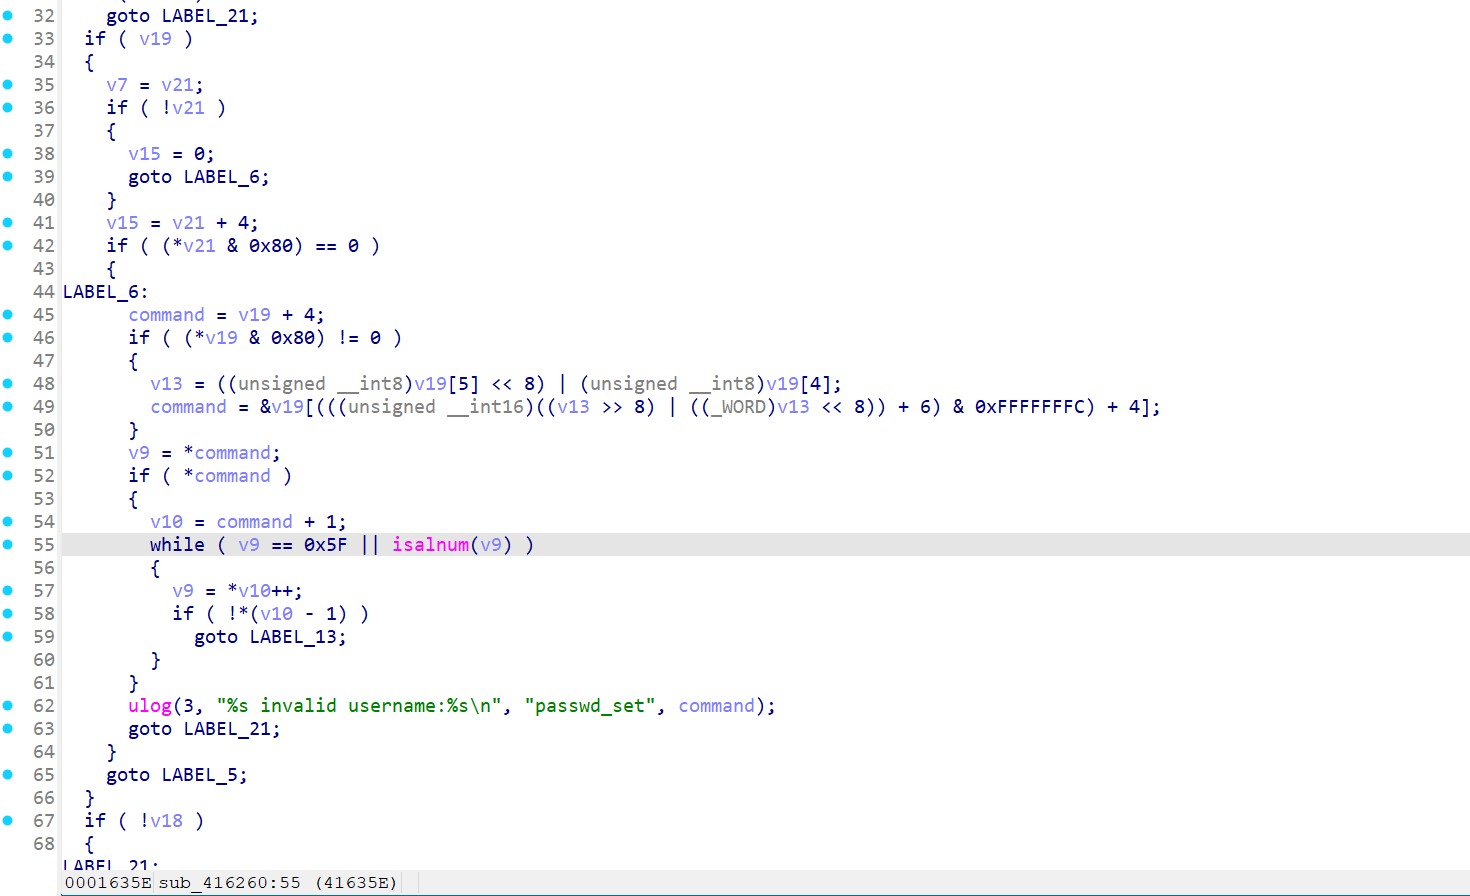 32 goto LABEL_21;
33 if ( v19 )
34 {
35 v7 = v21;
36 if ( !v21 )
37 {
38 v15 = 0;
39 goto LABEL_6;
40 }
41 v15 = v21 + 4;
42 if ( (*v21 & 0x80) == 0 )
43 {
44 LABEL_6:
45 command = v19 + 4;
46 if ( (*v19 & 0x80) != 0 )
47 {
48 v13 = ((unsigned __int8)v19[5] << 8) | (unsigned __int8)v19[4];
49 command = &v19[(((unsigned __int16)((v13 >> 8) | ((_WORD)v13 << 8)) + 6) & 0xFFFFFFFC) + 4];
50 }
51 v9 = *command;
52 if ( *command )
53 {
54 v10 = command + 1;
55 while ( v9 == 0x5F || isalnum(v9) )
56 {
57 v9 = *v10++;
58 if ( !*(v10 - 1) )
59 goto LABEL_13;
60 }
61 }
62 ulog(3, "%s invalid username:%s\n", "passwd_set", command);
63 goto LABEL_21;
64 }
65 goto LABEL_5;
66 }
67 if ( !v18 )
68 {
LABEL_21:
0001635E sub_416260:55 (41635E)